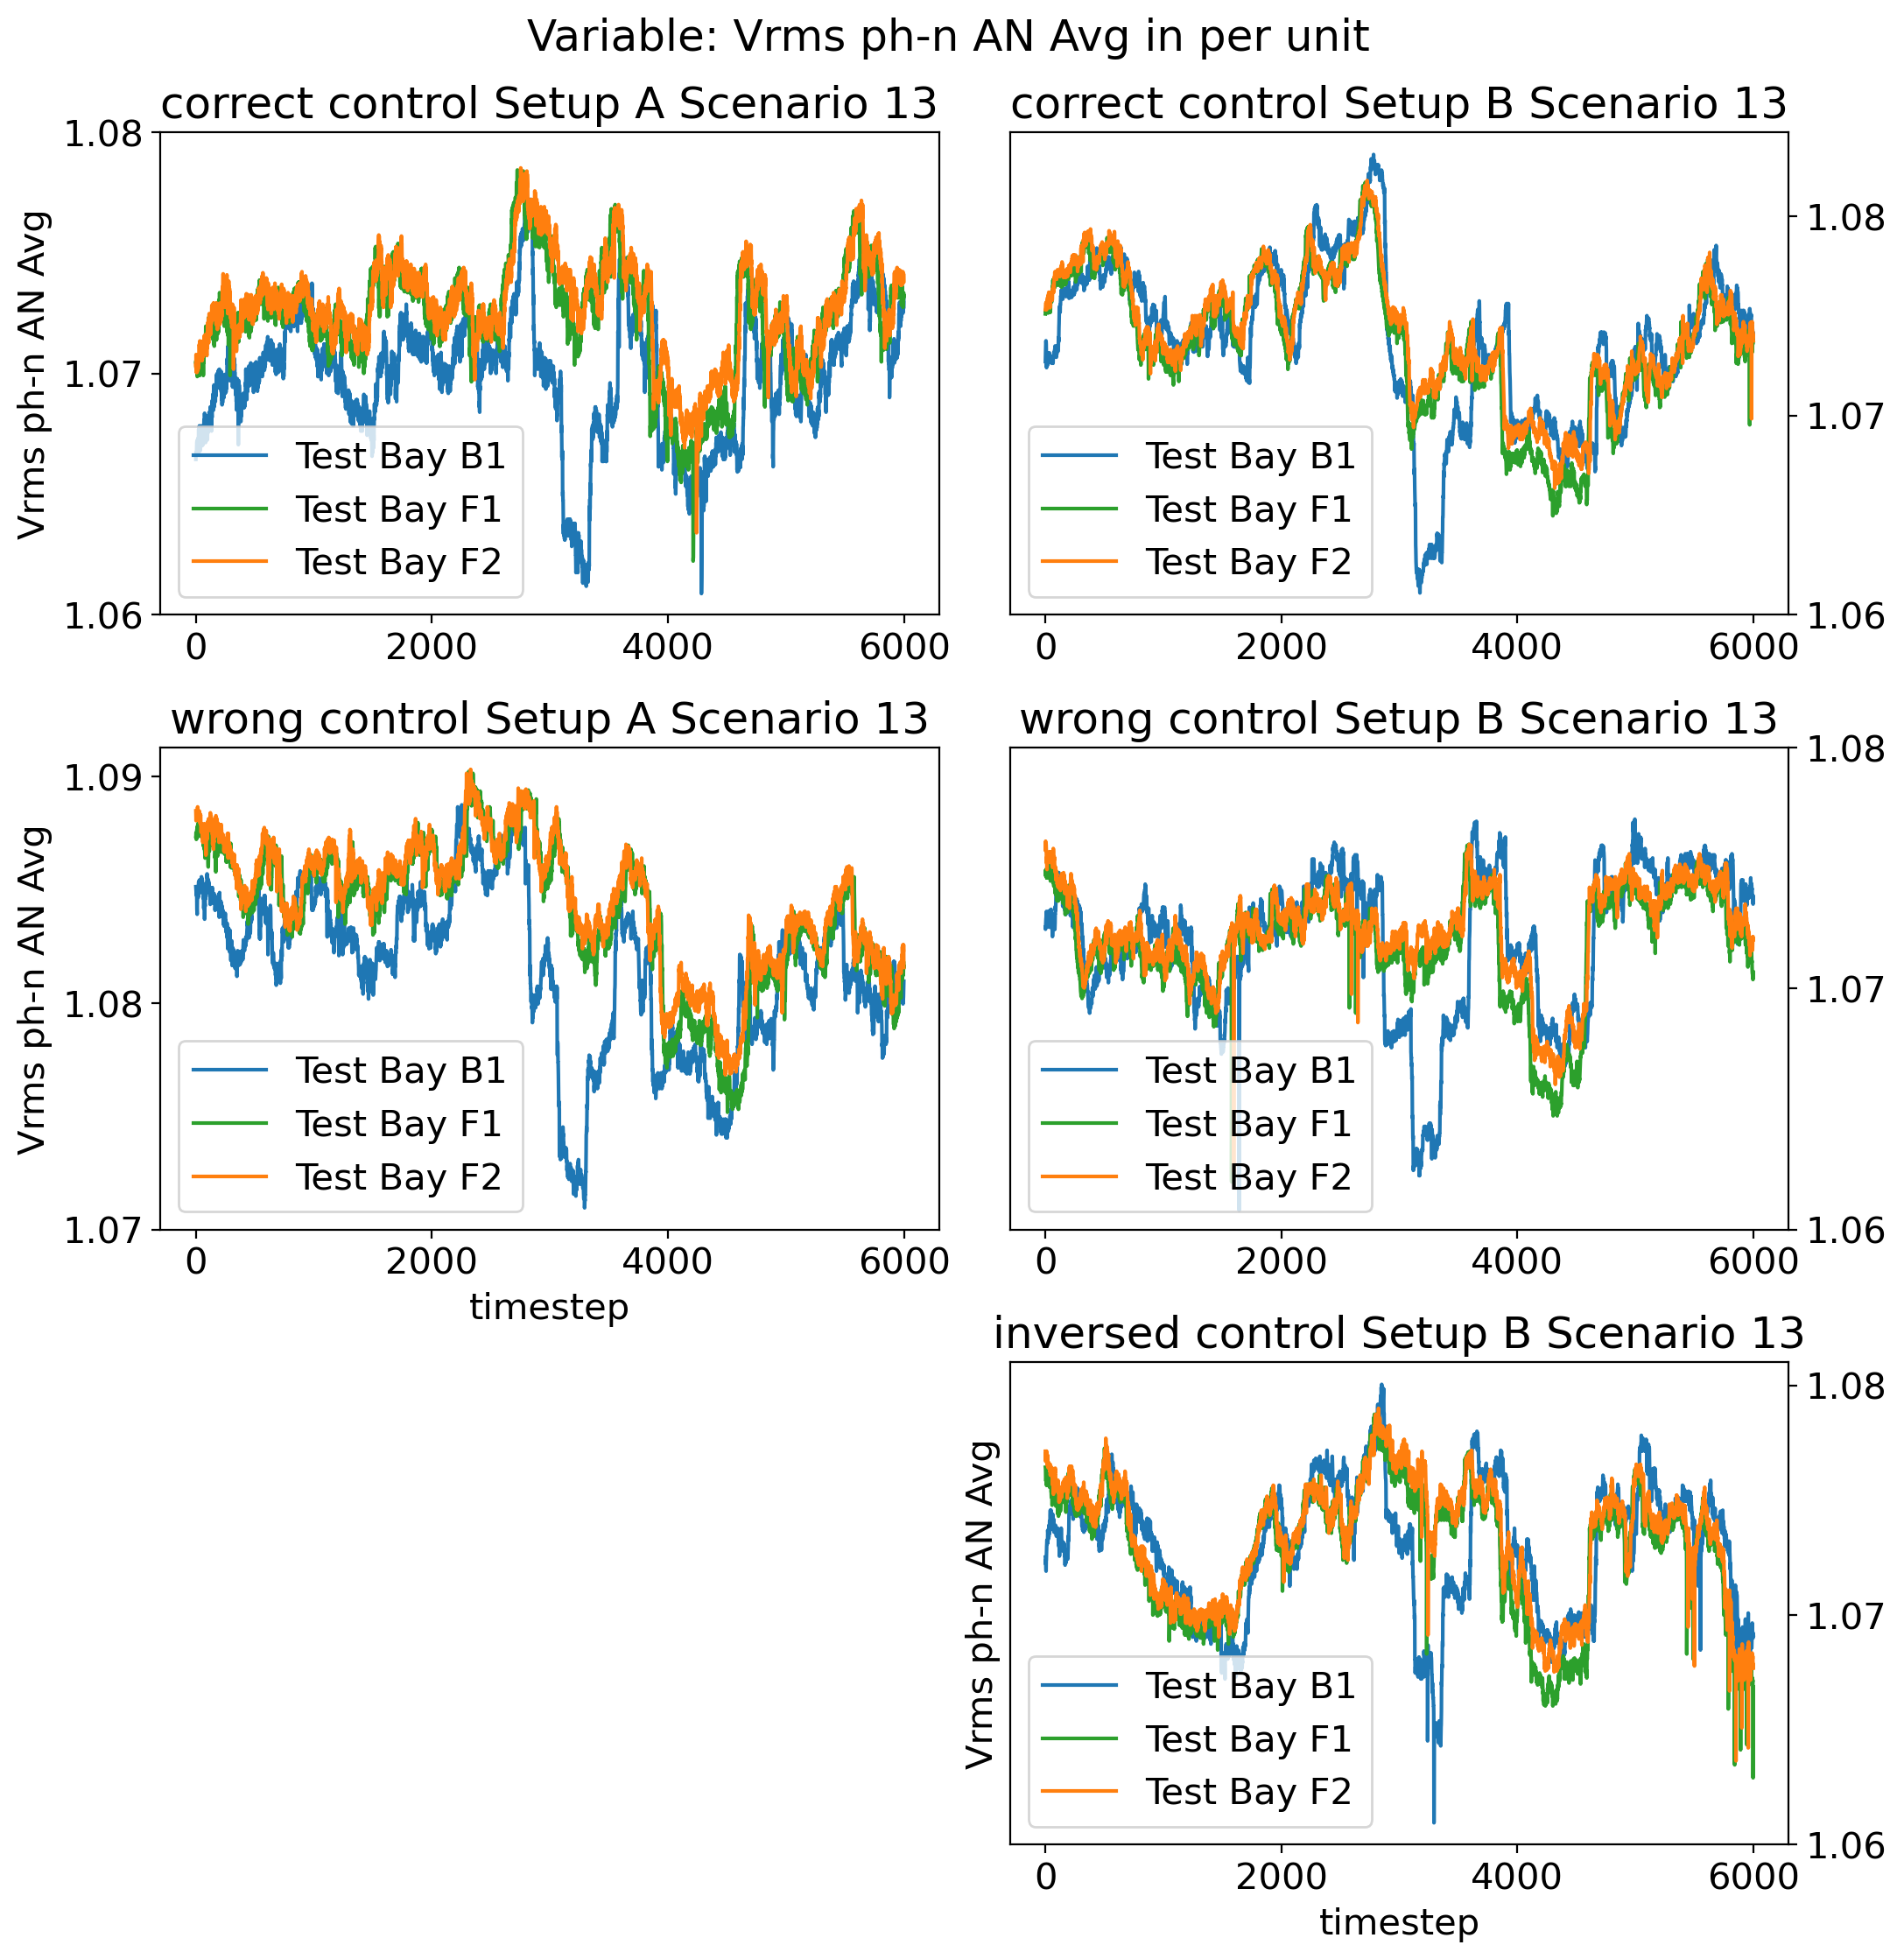 Variable: Vrms ph-n AN Avg in per unit
correct control Setup A Scenario 13
correct control Setup B Scenario 13
1.08
1.07
1.06
Vrms ph-n AN Avg
Test Bay B1
Test Bay F1
Test Bay F2
0 2000 4000 6000
1.08
1.07
1.06
Test Bay B1
Test Bay F1
Test Bay F2
0 2000 4000 6000
wrong control Setup A Scenario 13
wrong control Setup B Scenario 13
1.09
1.08
1.07
Vrms ph-n AN Avg
Test Bay B1
Test Bay F1
Test Bay F2
0 2000 4000 6000
timestep
1.08
1.07
1.06
Test Bay B1
Test Bay F1
Test Bay F2
0 2000 4000 6000
inversed control Setup B Scenario 13
Vrms ph-n AN Avg
1.08
1.07
1.06
Test Bay B1
Test Bay F1
Test Bay F2
0 2000 4000 6000
timestep